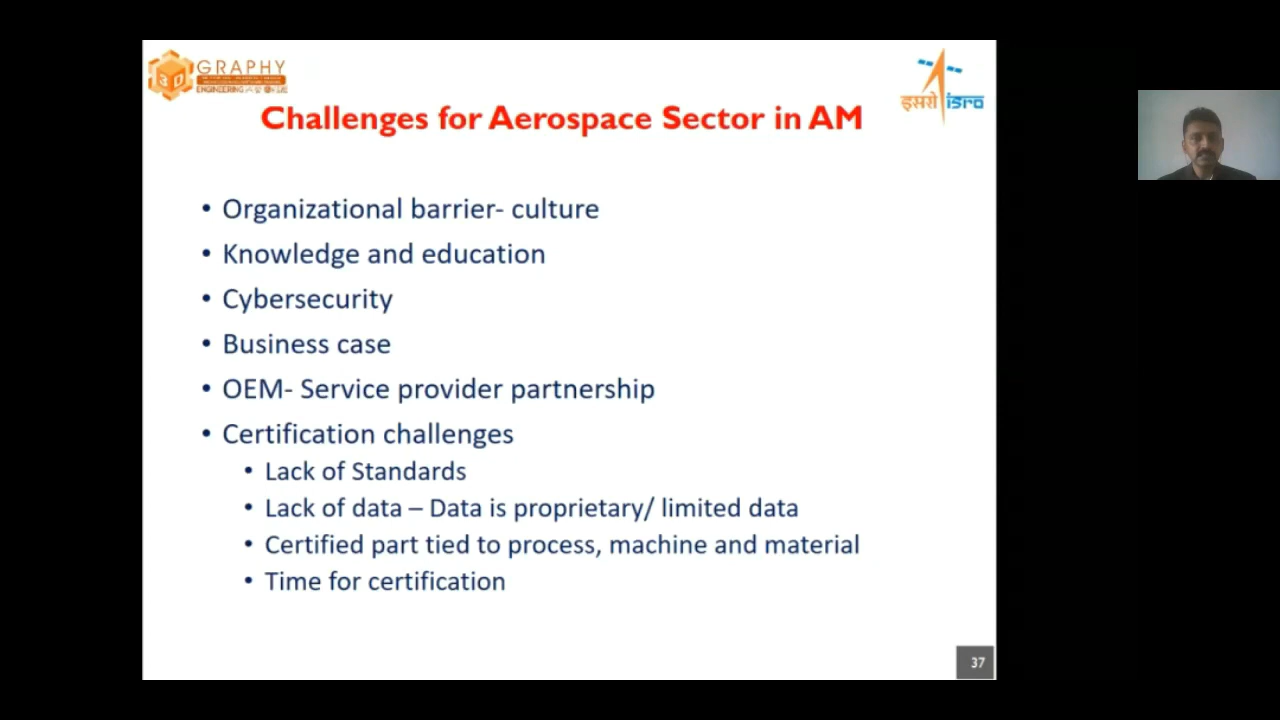 3D GRAPHY
इसरो isro
Challenges for Aerospace Sector in AM
• Organizational barrier- culture
• Knowledge and education
• Cybersecurity
• Business case
• OEM- Service provider partnership
• Certification challenges
• Lack of Standards
• Lack of data – Data is proprietary/ limited data
• Certified part tied to process, machine and material
• Time for certification
37